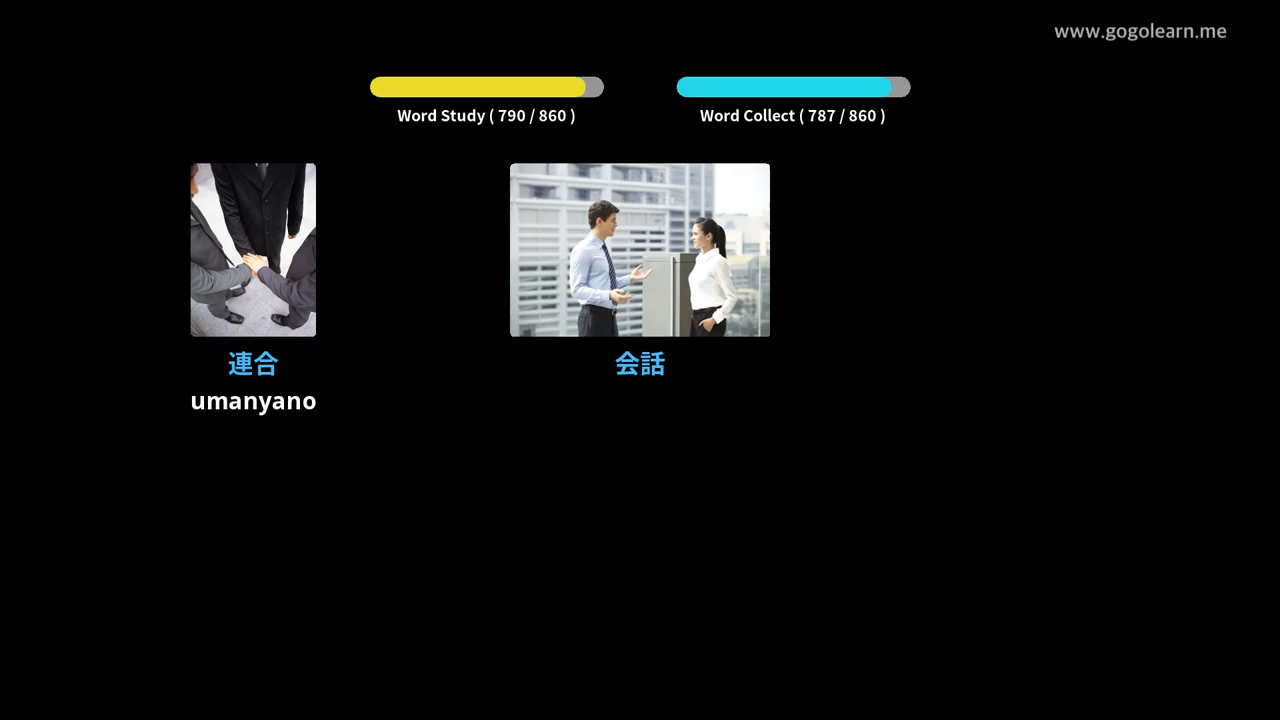 www.gogolearn.me
Word Study ( 790 / 860 )
Word Collect ( 787 / 860 )
連合
umanyano
会話